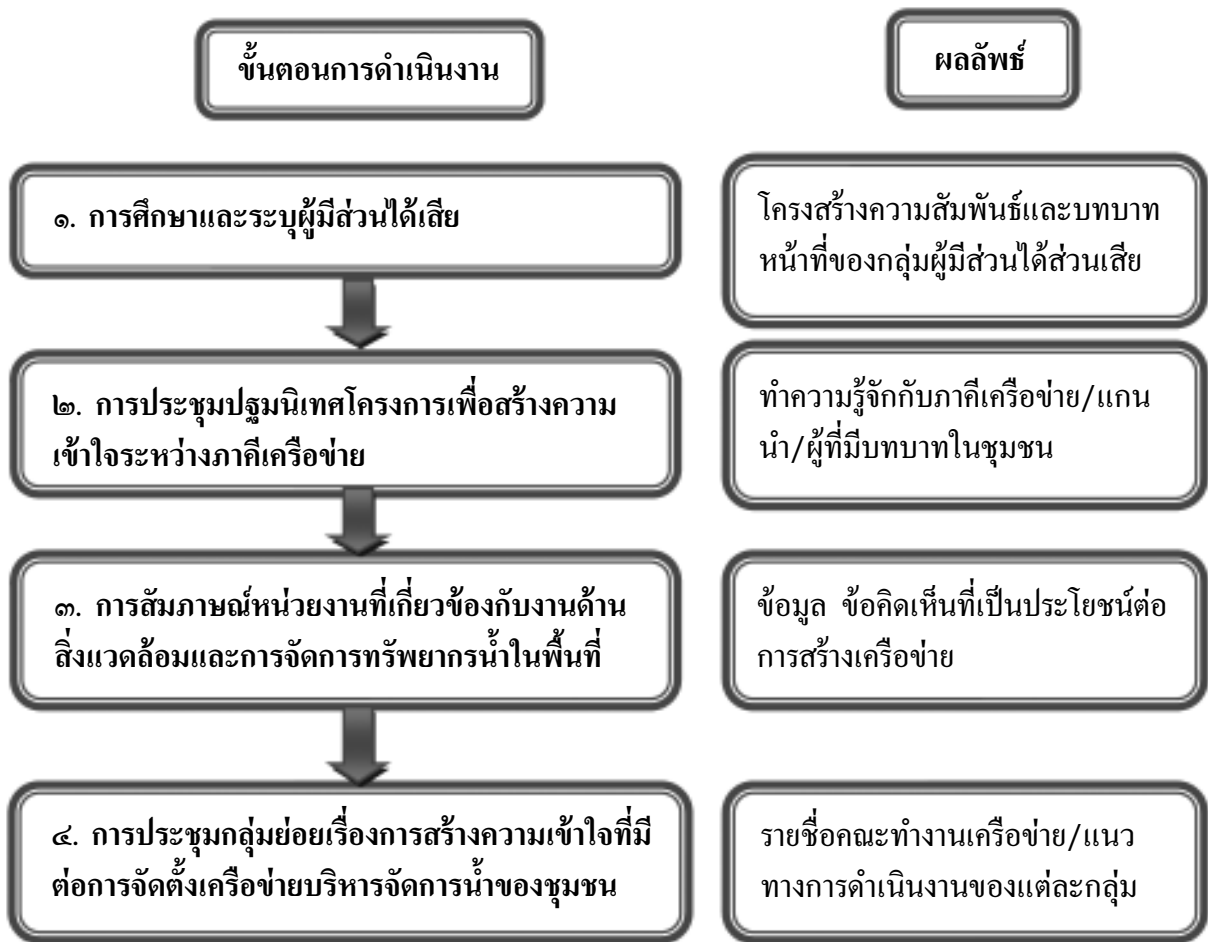 ขั้นตอนการดำเนินงาน
ผลลัพธ์
๑. การศึกษาและระบุผู้มีส่วนได้เสีย
โครงสร้างความสัมพันธ์และบทบาท
หน้าที่ของกลุ่มผู้มีส่วนได้ส่วนเสีย
๒. การประชุมปฐมนิเทศโครงการเพื่อสร้างความ
เข้าใจระหว่างภาคีเครือข่าย
ทำความรู้จักกับภาคีเครือข่าย/แกน
นำ/ผู้ที่มีบทบาทในชุมชน
๓. การสัมภาษณ์หน่วยงานที่เกี่ยวข้องกับงานด้าน
สิ่งแวดล้อมและการจัดการทรัพยากรน้ำในพื้นที่
ข้อมูล ข้อคิดเห็นที่เป็นประโยชน์ต่อ
การสร้างเครือข่าย
๔. การประชุมกลุ่มย่อยเรื่องการสร้างความเข้าใจที่มี
ต่อการจัดตั้งเครือข่ายบริหารจัดการน้ำของชุมชน
รายชื่อคณะทำงานเครือข่าย/แนว
ทางการดำเนินงานของแต่ละกลุ่ม